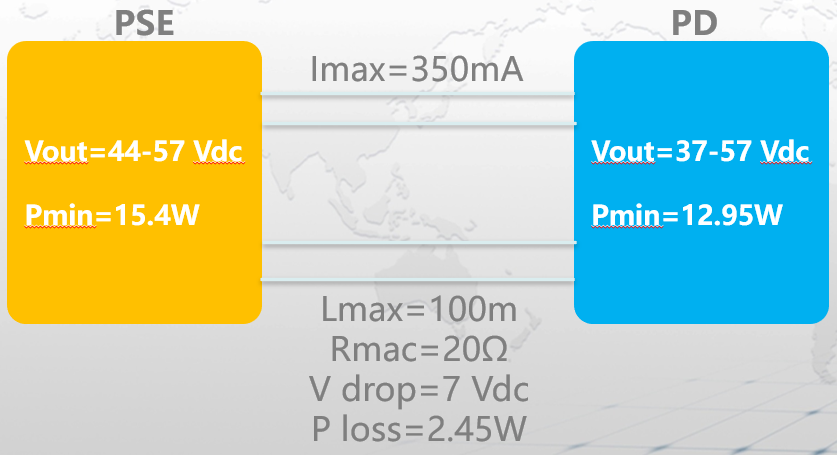 PSE
PD
Imax=350mA
Vout=44-57 Vdc
Pmin=15.4W
Vout=37-57 Vdc
Pmin=12.95W
Lmax=100m
Rmac=20Ω
V drop=7 Vdc
P loss=2.45W